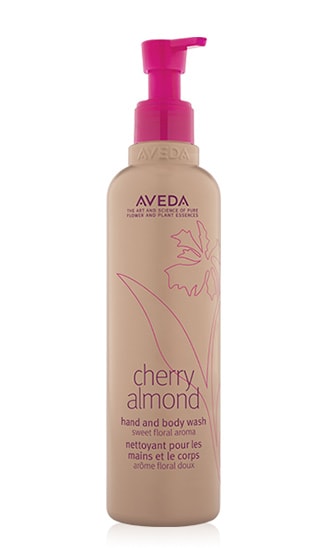 AVEDA
AVEDA
THE ART AND SCIENCE OF PURE
FLOWER AND PLANT ESSENCES
cherry
almond
hand and body wash
sweet floral aroma
nettoyant pour les
mains et le corps
arôme floral doux